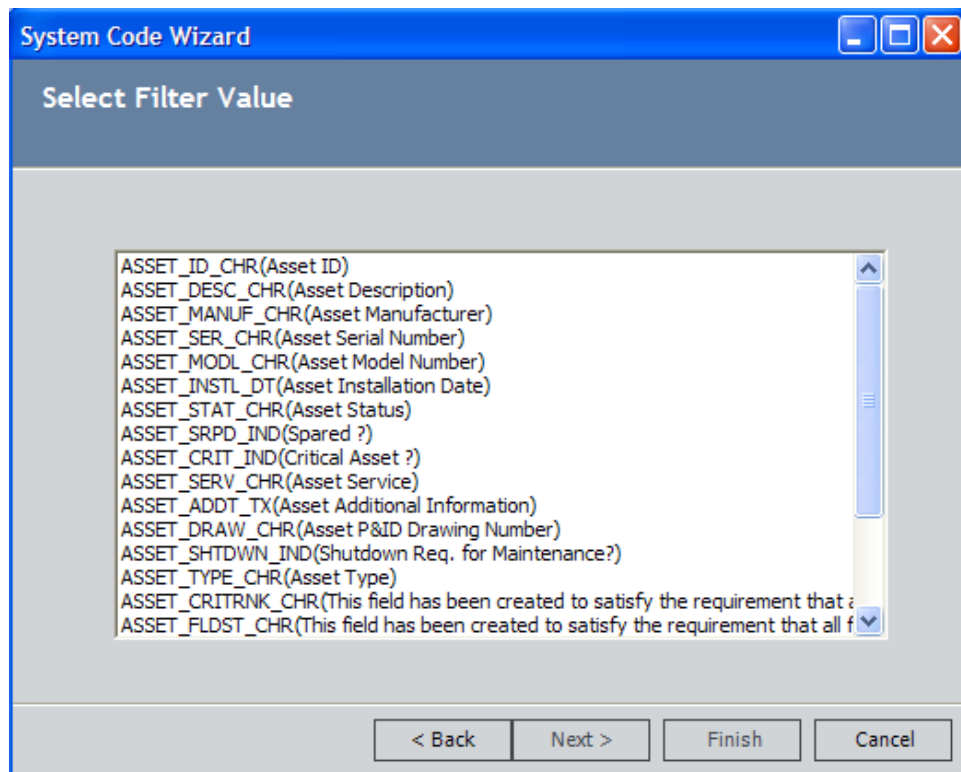 System Code Wizard
Select Filter Value
ASSET_ID_CHR(Asset ID)
ASSET_DESC_CHR(Asset Description)
ASSET_MANUF_CHR(Asset Manufacturer)
ASSET_SER_CHR(Asset Serial Number)
ASSET_MODL_CHR(Asset Model Number)
ASSET_INSTL_DT(Asset Installation Date)
ASSET_STAT_CHR(Asset Status)
ASSET_SRPD_IND(Spared ?)
ASSET_CRIT_IND(Critical Asset ?)
ASSET_SERV_CHR(Asset Service)
ASSET_ADDT_TX(Asset Additional Information)
ASSET_DRAW_CHR(Asset P&ID Drawing Number)
ASSET_SHTDWN_IND(Shutdown Req. for Maintenance?)
ASSET_TYPE_CHR(Asset Type)
ASSET_CRITRNK_CHR(This field has been created to satisfy the requirement that
ASSET_FLDST_CHR(This field has been created to satisfy the requirement that all
< Back Next > Finish Cancel